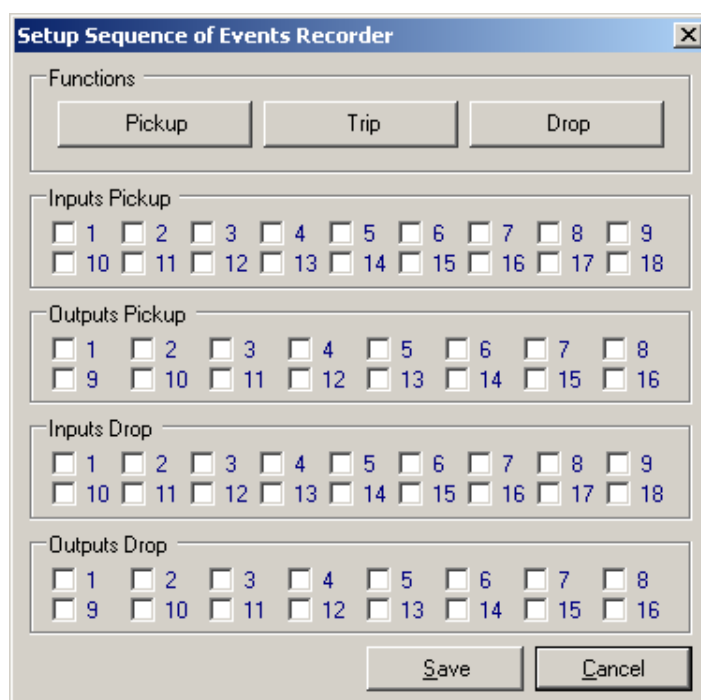 Setup Sequence of Events Recorder
Functions
Pickup Trip Drop
Inputs Pickup
1 2 3 4 5 6 7 8 9
10 11 12 13 14 15 16 17 18
Outputs Pickup
1 2 3 4 5 6 7 8
9 10 11 12 13 14 15 16
Inputs Drop
1 2 3 4 5 6 7 8 9
10 11 12 13 14 15 16 17 18
Outputs Drop
1 2 3 4 5 6 7 8
9 10 11 12 13 14 15 16
Save Cancel